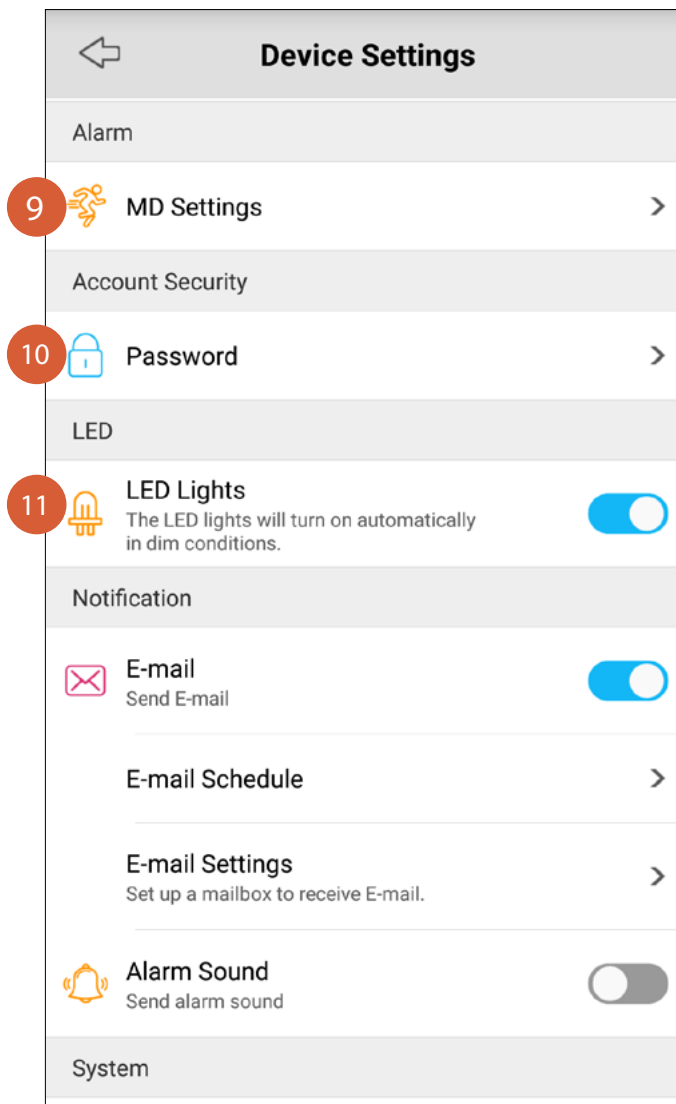 Device Settings
Alarm
9
MD Settings
Account Security
10
Password
LED
11
LED Lights
The LED lights will turn on automatically
in dim conditions.
Notification
E-mail
Send E-mail
E-mail Schedule
E-mail Settings
Set up a mailbox to receive E-mail.
Alarm Sound
Send alarm sound
System